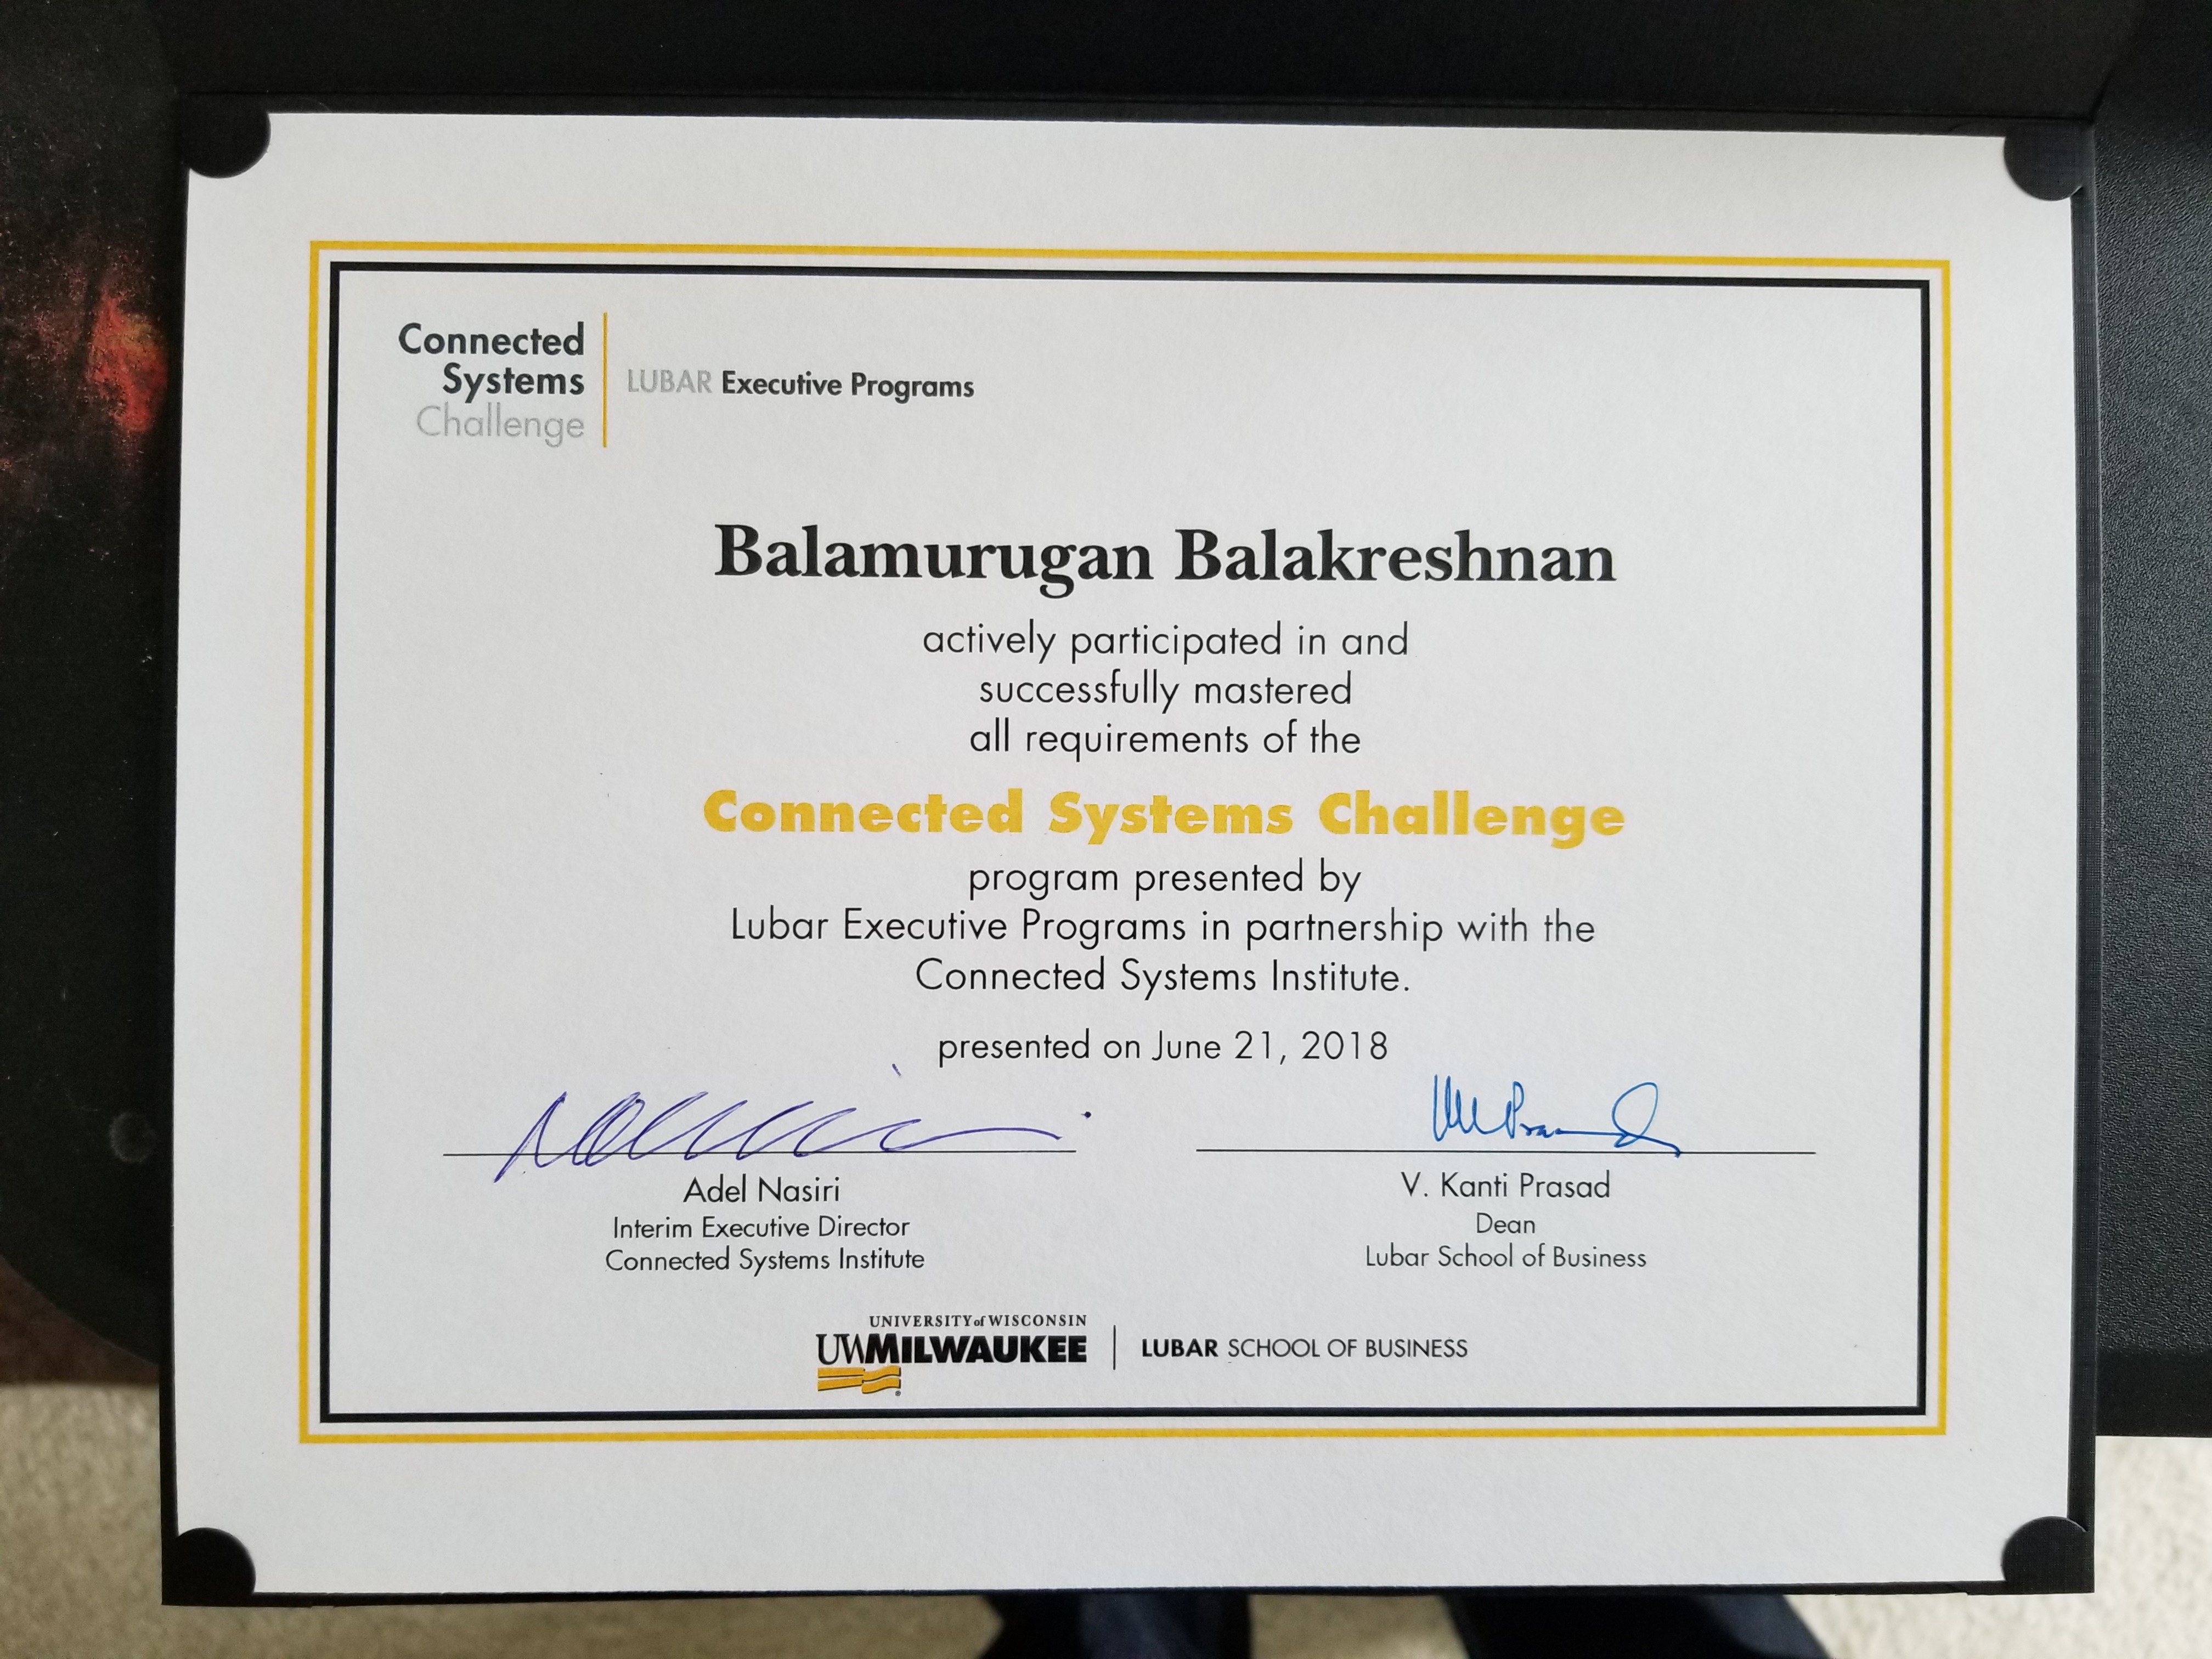 Connected
Systems
Challenge
LUBAR Executive Programs
Balamurugan Balakreshnan
actively participated in and
successfully mastered
all requirements of the
Connected Systems Challenge
program presented by
Lubar Executive Programs in partnership with the
Connected Systems Institute.
presented on June 21, 2018
Adel Nasiri
Interim Executive Director
Connected Systems Institute
V. Kanti Prasad
Dean
Lubar School of Business
UNIVERSITY of WISCONSIN
UWMILWAUKEE
LUBAR SCHOOL OF BUSINESS